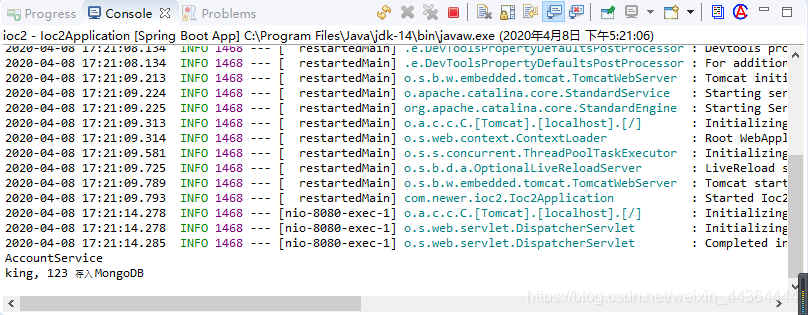 Progress Console Problems
ioc2 - Ioc2Application [Spring Boot App] C:\Program Files\Java\jdk-14\bin\javaw.exe (2020年4月8日 下午5:21:06)
2020-04-08 17:21:08.134 INFO 1468 --- [ restartedMain] .e.DevToolsPropertyDefaultsPostProcessor : Devtools pro
2020-04-08 17:21:08.134 INFO 1468 --- [ restartedMain] .e.DevToolsPropertyDefaultsPostProcessor : For addition
2020-04-08 17:21:09.213 INFO 1468 --- [ restartedMain] o.s.b.w.embedded.tomcat.TomcatWebServer : Tomcat initi
2020-04-08 17:21:09.224 INFO 1468 --- [ restartedMain] o.apache.catalina.core.StandardService : Starting ser
2020-04-08 17:21:09.225 INFO 1468 --- [ restartedMain] org.apache.catalina.core.StandardEngine : Starting Ser
2020-04-08 17:21:09.313 INFO 1468 --- [ restartedMain] o.a.c.c.C.[Tomcat].[localhost].[/] : Initializing
2020-04-08 17:21:09.314 INFO 1468 --- [ restartedMain] o.s.web.context.ContextLoader : Root WebAppl
2020-04-08 17:21:09.581 INFO 1468 --- [ restartedMain] o.s.s.concurrent.ThreadPoolTaskExecutor : Initializing
2020-04-08 17:21:09.725 INFO 1468 --- [ restartedMain] o.s.b.d.a.OptionalLiveReloadServer : LiveReload s
2020-04-08 17:21:09.789 INFO 1468 --- [ restartedMain] o.s.b.w.embedded.tomcat.TomcatWebServer : Tomcat start
2020-04-08 17:21:09.793 INFO 1468 --- [ restartedMain] com.newer.ioc2.Ioc2Application : Started Ioc2
2020-04-08 17:21:14.278 INFO 1468 --- [nio-8080-exec-1] o.a.c.c.C.[Tomcat].[localhost].[/] : Initializing
2020-04-08 17:21:14.278 INFO 1468 --- [nio-8080-exec-1] o.s.web.servlet.DispatcherServlet : Initializing
2020-04-08 17:21:14.285 INFO 1468 --- [nio-8080-exec-1] o.s.web.servlet.DispatcherServlet : Completed in
AccountService
king, 123 存入MongoDB
https://blog.csdn.net/weixin_44364444